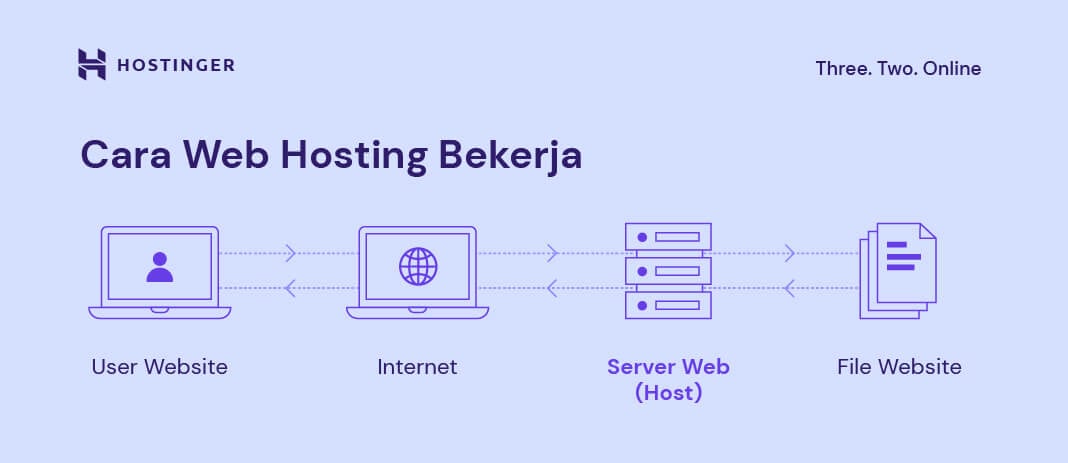 HOSTINGER
Three. Two. Online
Cara Web Hosting Bekerja
User Website
Internet
Server Web
(Host)
File Website